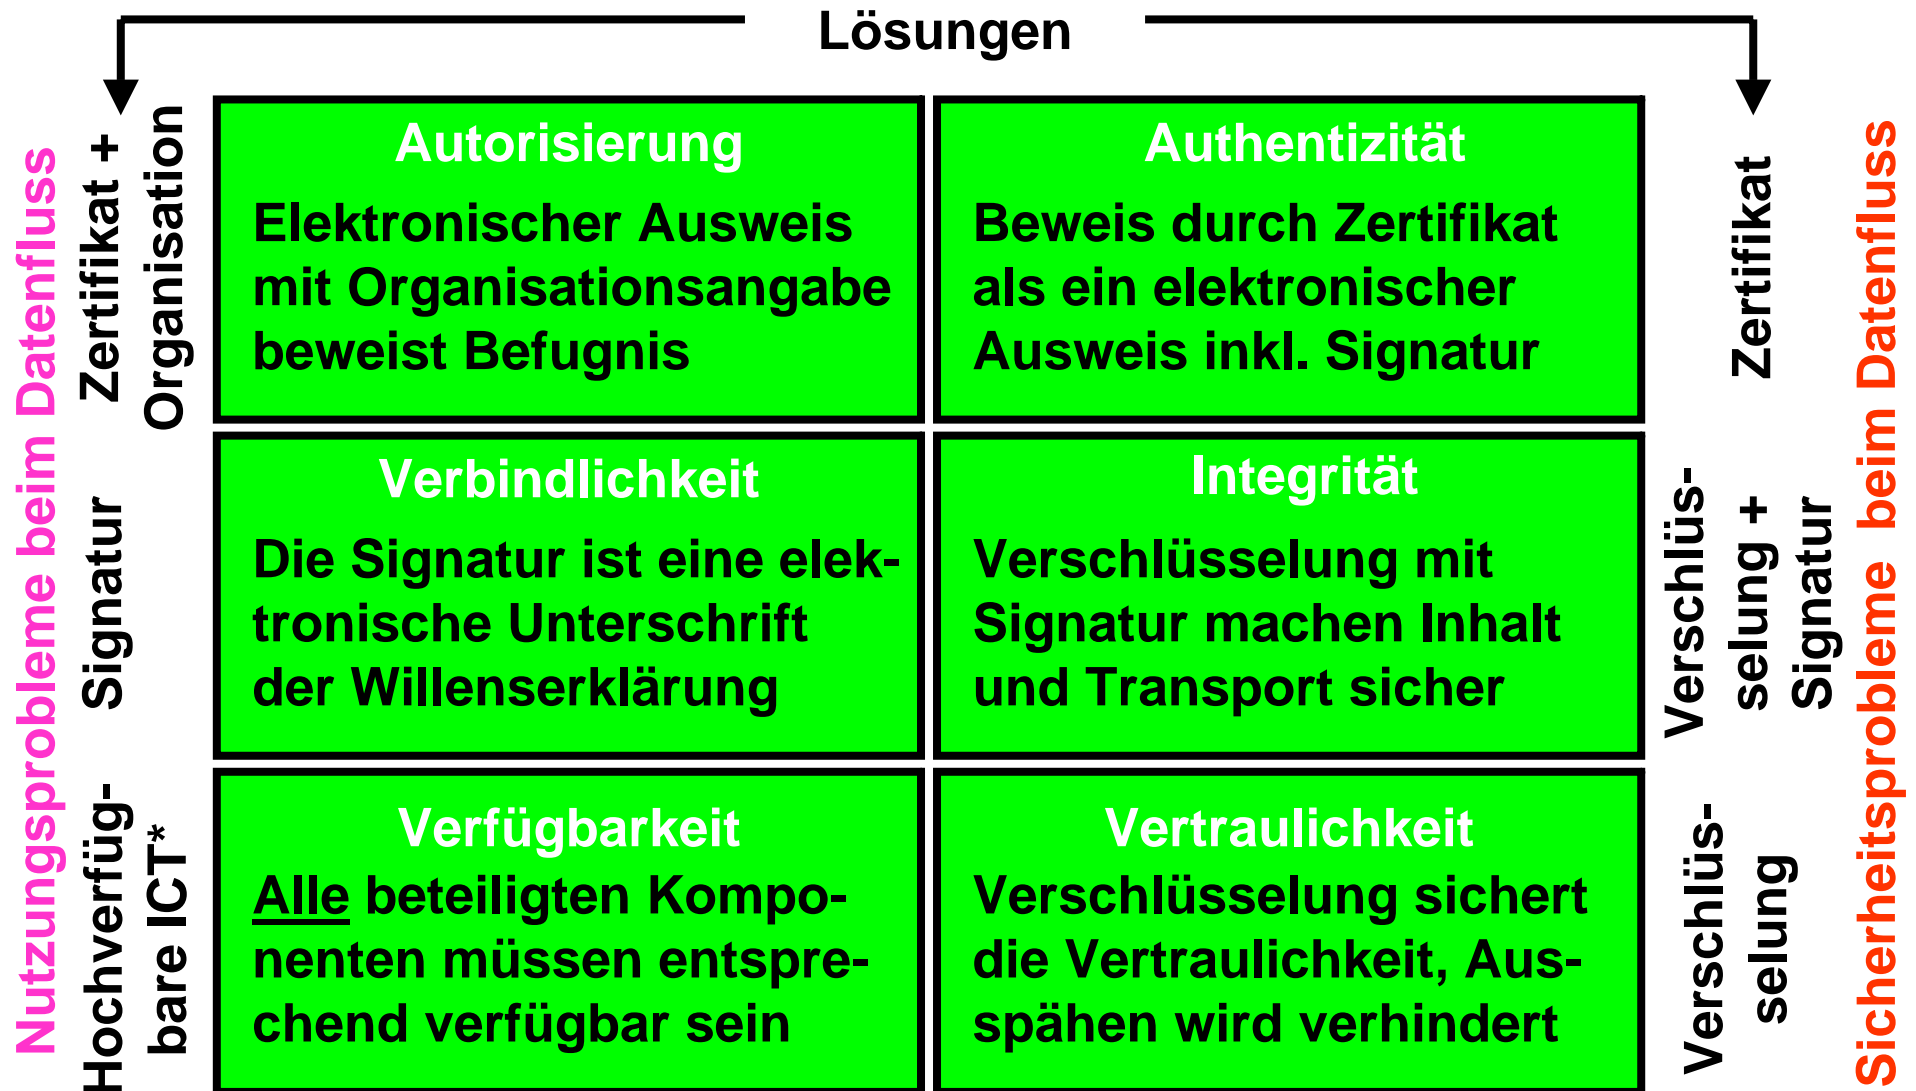 Lösungen
Nutzungsprobleme beim Datenfluss
Zertifikat +
Organisation
Autorisierung
Elektronischer Ausweis
mit Organisationsangabe
beweist Befugnis
Authentizität
Beweis durch Zertifikat
als ein elektronischer
Ausweis inkl. Signatur
Zertifikat
Sicherheitsprobleme beim Datenfluss
Signatur
Verbindlichkeit
Die Signatur ist eine elek-
tronische Unterschrift
der Willenserklärung
Integrität
Verschlüsselung mit
Signatur machen Inhalt
und Transport sicher
Verschlüs-
selung +
Signatur
Hochverfüg-
bare ICT*
Verfügbarkeit
Alle beteiligten Kompo-
nenten müssen entspre-
chend verfügbar sein
Vertraulichkeit
Verschlüsselung sichert
die Vertraulichkeit, Aus-
spähen wird verhindert
Verschlüs-
selung